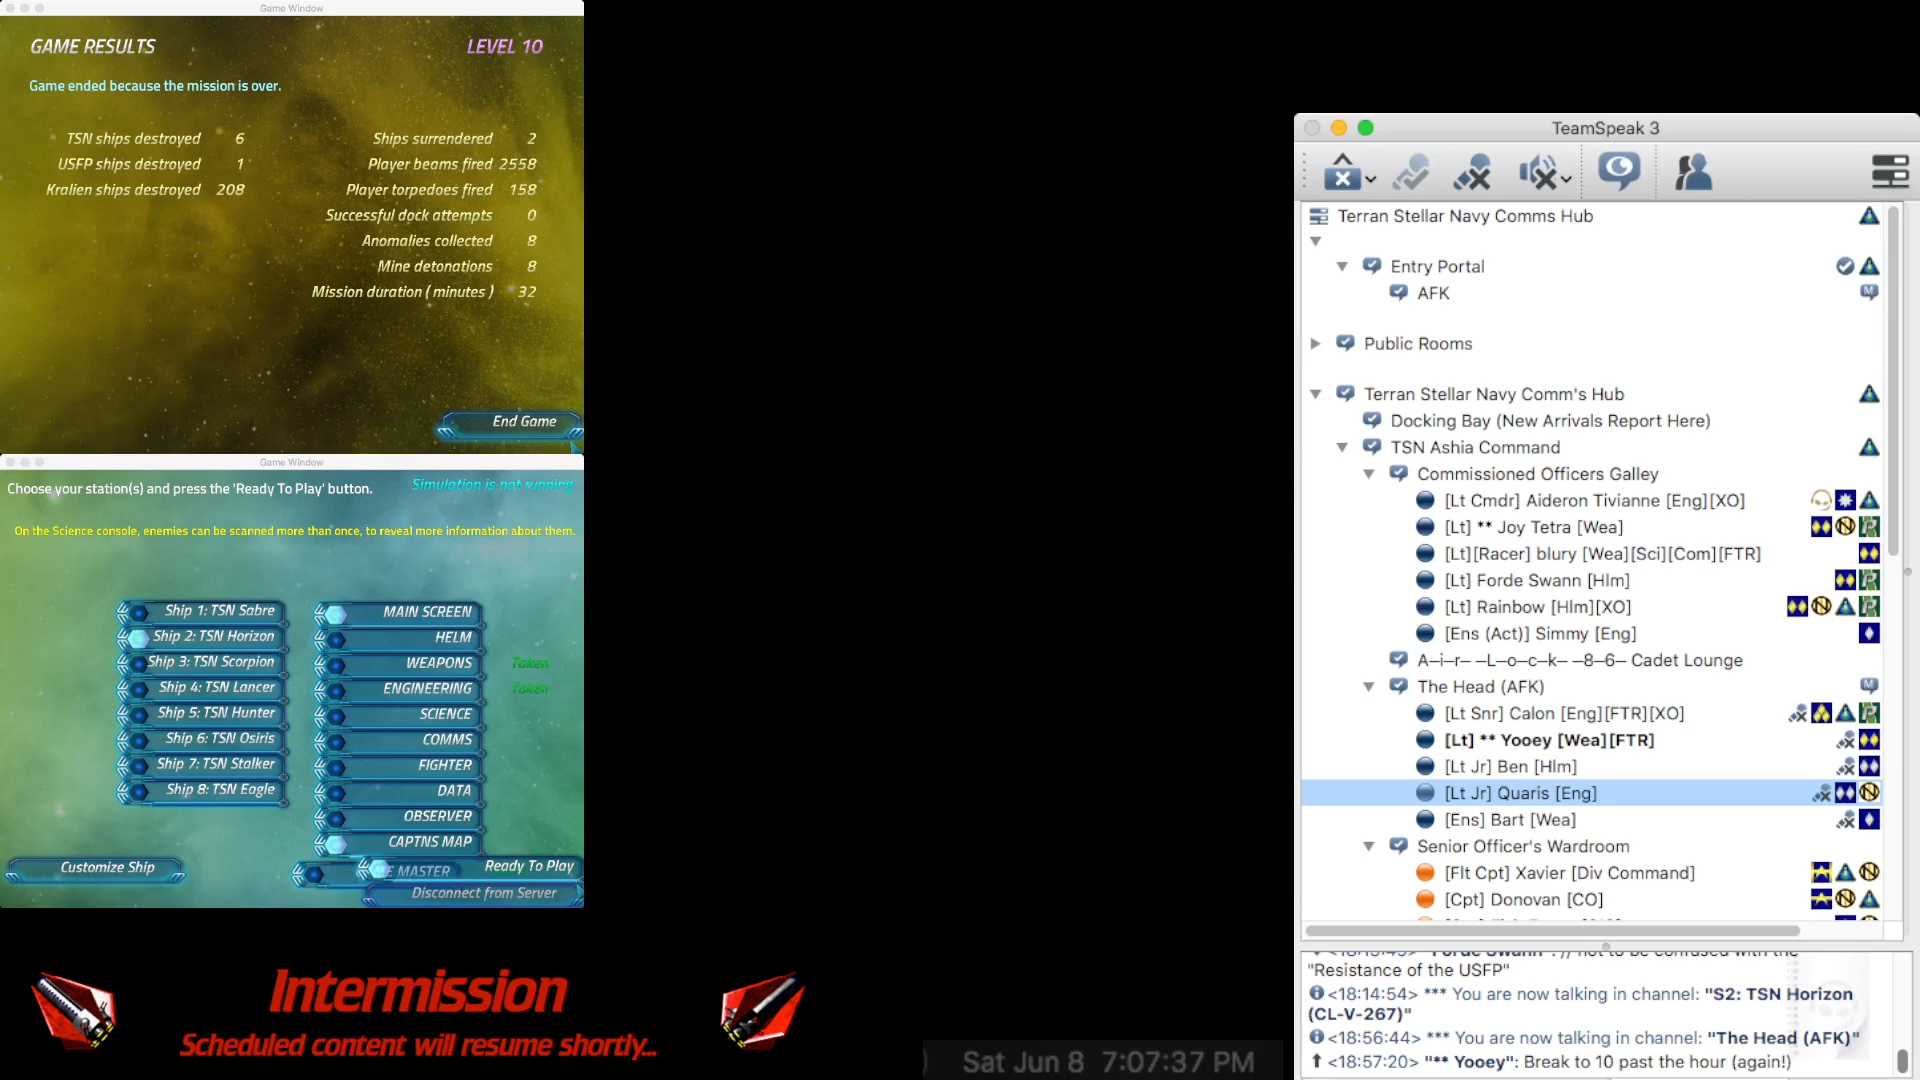 Game Window
GAME RESULTS
LEVEL 10
Game ended because the mission is over.
TSN ships destroyed 6
USFP ships destroyed 1
Kralien ships destroyed 208
Ships surrendered 2
Player beams fired 2558
Player torpedoes fired 158
Successful dock attempts 0
Anomalies collected 8
Mine detonations 8
Mission duration ( minutes ) 32
End Game
Game Window
Choose your station(s) and press the 'Ready To Play' button.
Simulation is not running
On the Science console, enemies can be scanned more than once, to reveal more information about them.
Ship 1: TSN Sabre
Ship 2: TSN Horizon
Ship 3: TSN Scorpion
Ship 4: TSN Lancer
Ship 5: TSN Hunter
Ship 6: TSN Osiris
Ship 7: TSN Stalker
Ship 8: TSN Eagle
MAIN SCREEN
HELM
WEAPONS Taken
ENGINEERING Taken
SCIENCE
COMMS
FIGHTER
DATA
OBSERVER
CAPTNS MAP
MASTER
Customize Ship
Ready To Play
Disconnect from Server
Intermission
Scheduled content will resume shortly...
Sat Jun 8 7:07:37 PM
TeamSpeak 3
Terran Stellar Navy Comms Hub
Entry Portal
AFK
Public Rooms
Terran Stellar Navy Comm's Hub
Docking Bay (New Arrivals Report Here)
TSN Ashia Command
Commissioned Officers Galley
[Lt Cmdr] Aideron Tivianne [Eng][XO]
[Lt] ** Joy Tetra [Wea]
[Lt][Racer] blury [Wea][Sci][Com][FTR]
[Lt] Forde Swann [Hlm]
[Lt] Rainbow [Hlm][XO]
[Ens (Act)] Simmy [Eng]
A–i–r– –L–o–c–k– –8–6– Cadet Lounge
The Head (AFK)
[Lt Snr] Calon [Eng][FTR][XO]
[Lt] ** Yooey [Wea][FTR]
[Lt Jr] Ben [Hlm]
[Lt Jr] Quaris [Eng]
[Ens] Bart [Wea]
Senior Officer's Wardroom
[Flt Cpt] Xavier [Div Command]
[Cpt] Donovan [CO]
"Resistance of the USFP"
<18:14:54> *** You are now talking in channel: "S2: TSN Horizon
(CL-V-267)"
<18:56:44> *** You are now talking in channel: "The Head (AFK)"
<18:57:20> "** Yooey": Break to 10 past the hour (again!)